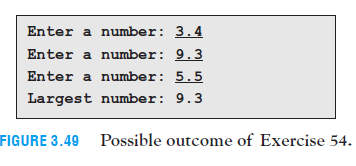 Enter a number: 3.4
Enter a number: 9.3
Enter a number: 5.5
Largest number: 9.3
FIGURE 3.49 Possible outcome of Exercise 54.